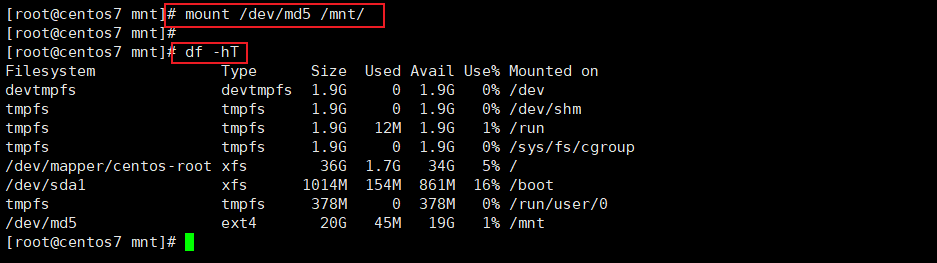 [root@centos7 mnt]# mount /dev/md5 /mnt/
[root@centos7 mnt]#
[root@centos7 mnt]# df -hT
Filesystem              Type      Size  Used Avail Use% Mounted on
devtmpfs                devtmpfs  1.9G     0  1.9G   0% /dev
tmpfs                   tmpfs     1.9G     0  1.9G   0% /dev/shm
tmpfs                   tmpfs     1.9G   12M  1.9G   1% /run
tmpfs                   tmpfs     1.9G     0  1.9G   0% /sys/fs/cgroup
/dev/mapper/centos-root xfs        36G  1.7G   34G   5% /
/dev/sda1               xfs      1014M  154M  861M  16% /boot
tmpfs                   tmpfs     378M     0  378M   0% /run/user/0
/dev/md5                ext4       20G   45M   19G   1% /mnt
[root@centos7 mnt]#